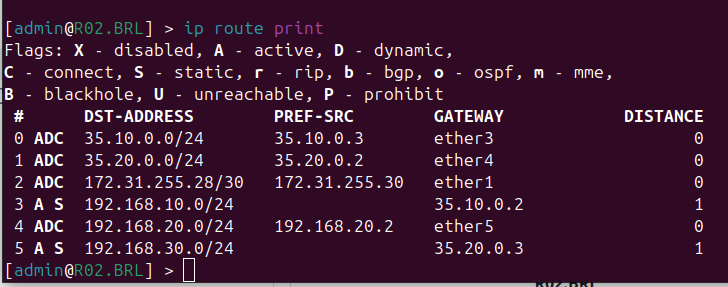 [admin@R02.BRL] > ip route print
Flags: X - disabled, A - active, D - dynamic,
C - connect, S - static, r - rip, b - bgp, o - ospf, m - mme,
B - blackhole, U - unreachable, P - prohibit
 #      DST-ADDRESS        PREF-SRC        GATEWAY            DISTANCE
 0 ADC  35.10.0.0/24       35.10.0.3       ether3                    0
 1 ADC  35.20.0.0/24       35.20.0.2       ether4                    0
 2 ADC  172.31.255.28/30   172.31.255.30   ether1                    0
 3 A S  192.168.10.0/24                    35.10.0.2                 1
 4 ADC  192.168.20.0/24    192.168.20.2    ether5                    0
 5 A S  192.168.30.0/24                    35.20.0.3                 1
[admin@R02.BRL] >
R02.BRL